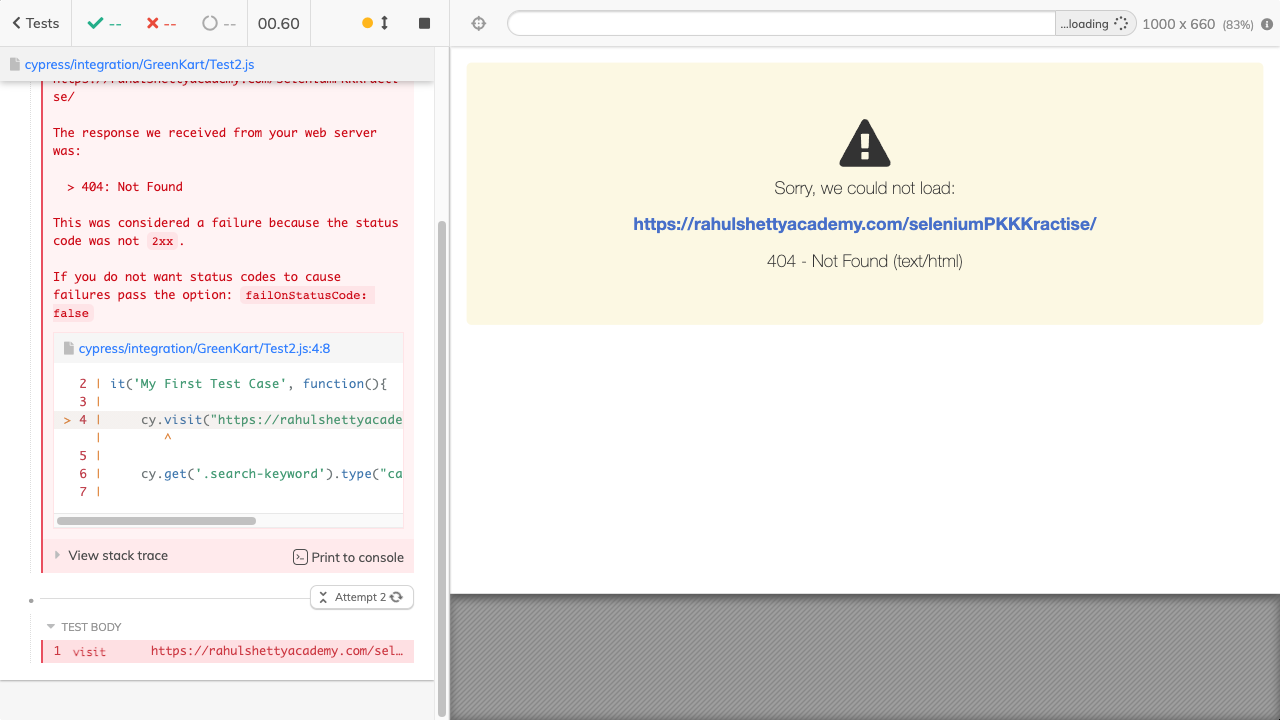 Tests
--
--
--
00.60
...loading
1000 x 660 (83%)
cypress/integration/GreenKart/Test2.js
https://rahulshettyacademy.com/seleniumPKKKracti
se/
The response we received from your web server
was:
> 404: Not Found
This was considered a failure because the status
code was not 2xx.
If you do not want status codes to cause
failures pass the option: failOnStatusCode:
false
cypress/integration/GreenKart/Test2.js:4:8
2 | it('My First Test Case', function(){
3 |
> 4 | cy.visit("https://rahulshettyacade
| ^
5 |
6 | cy.get('.search-keyword').type("ca
7 |
View stack trace
Print to console
Attempt 2
TEST BODY
1 visit https://rahulshettyacademy.com/sel...
Sorry, we could not load:
https://rahulshettyacademy.com/seleniumPKKKractise/
404 - Not Found (text/html)